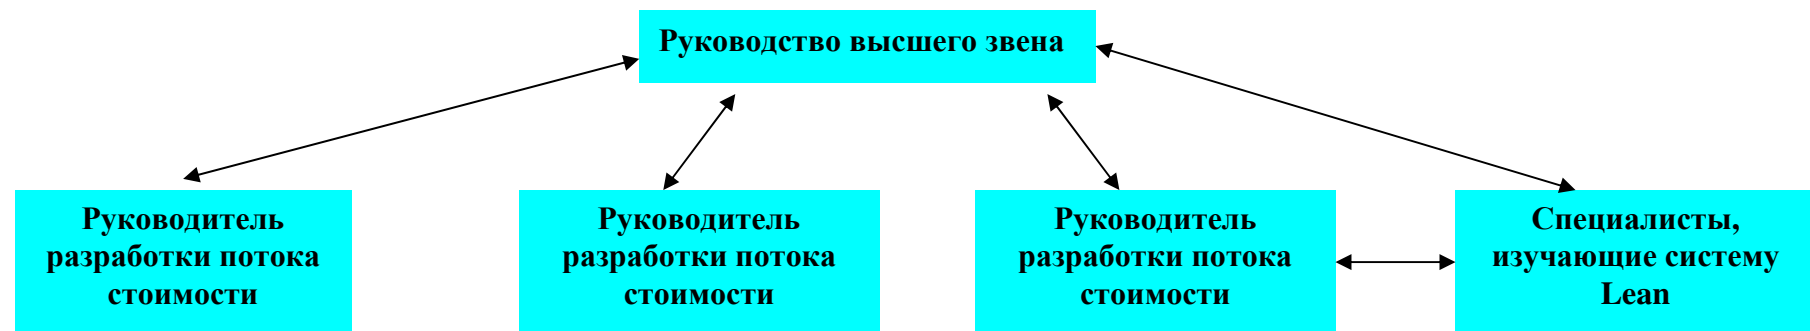 Руководство высшего звена
Руководитель
разработки потока
стоимости
Руководитель
разработки потока
стоимости
Руководитель
разработки потока
стоимости
Специалисты,
изучающие систему
Lean